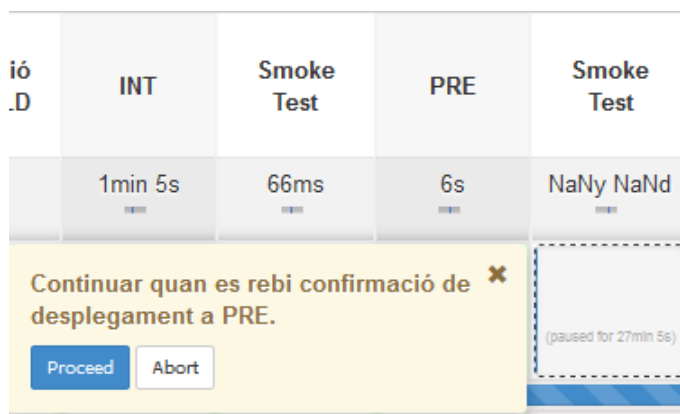 ió
.D
INT
Smoke
Test
PRE
Smoke
Test
1min 5s
66ms
6s
NaNy NaNd
Continuar quan es rebi confirmació de
desplegament a PRE.
Proceed
Abort
(paused for 27min 5s)